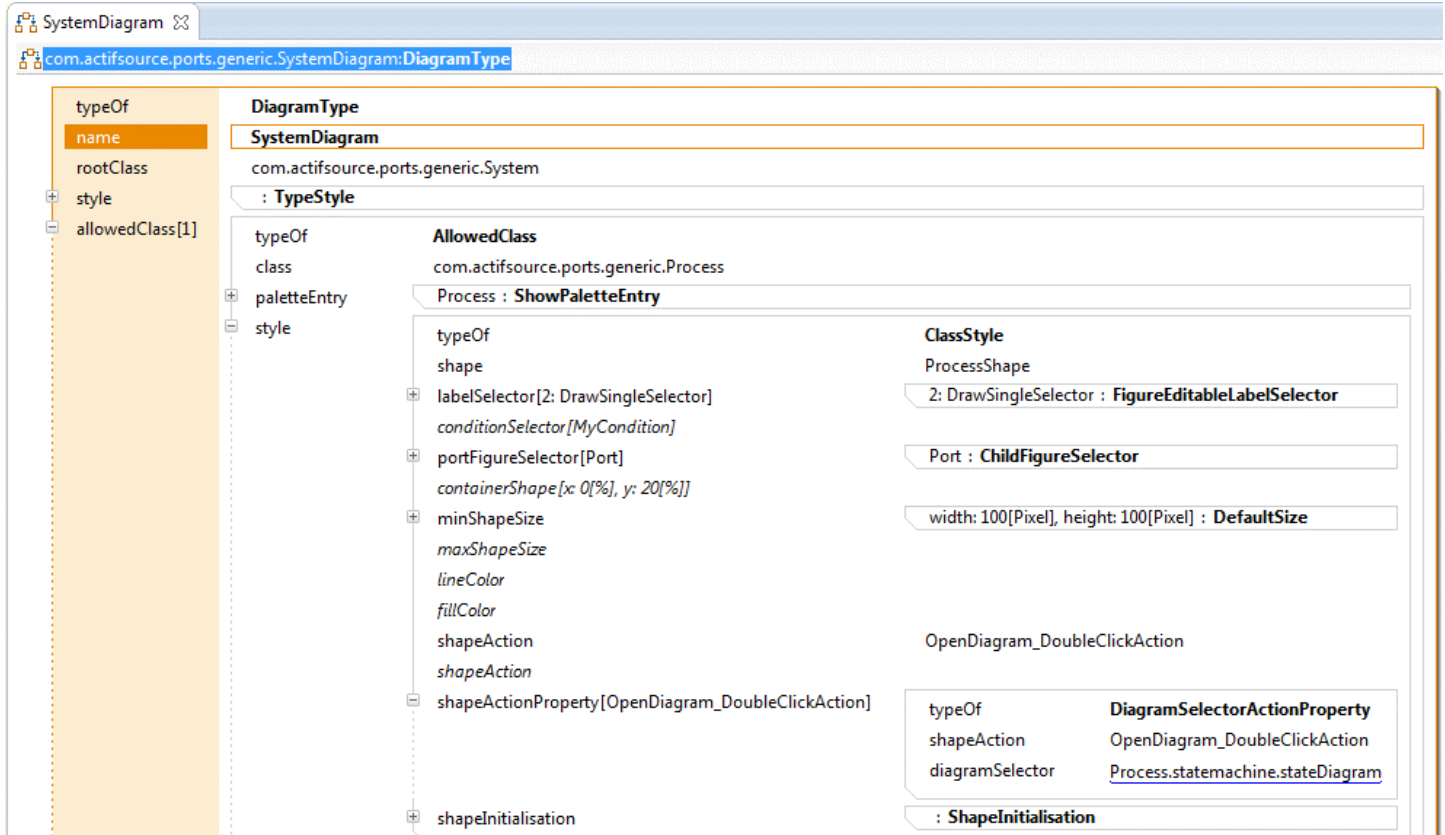 SystemDiagram
com.actifsource.ports.generic.SystemDiagram:DiagramType
typeOf DiagramType
name SystemDiagram
rootClass com.actifsource.ports.generic.System
style : TypeStyle
allowedClass[1]
typeOf AllowedClass
class com.actifsource.ports.generic.Process
paletteEntry Process : ShowPaletteEntry
style
typeOf ClassStyle
shape ProcessShape
labelSelector[2: DrawSingleSelector] 2: DrawSingleSelector : FigureEditableLabelSelector
conditionSelector[MyCondition]
portFigureSelector[Port] Port : ChildFigureSelector
containerShape[x: 0[%], y: 20[%]]
minShapeSize width: 100[Pixel], height: 100[Pixel] : DefaultSize
maxShapeSize
lineColor
fillColor
shapeAction OpenDiagram_DoubleClickAction
shapeAction
shapeActionProperty[OpenDiagram_DoubleClickAction]
typeOf DiagramSelectorActionProperty
shapeAction OpenDiagram_DoubleClickAction
diagramSelector Process.statemachine.stateDiagram
shapeInitialisation : ShapeInitialisation